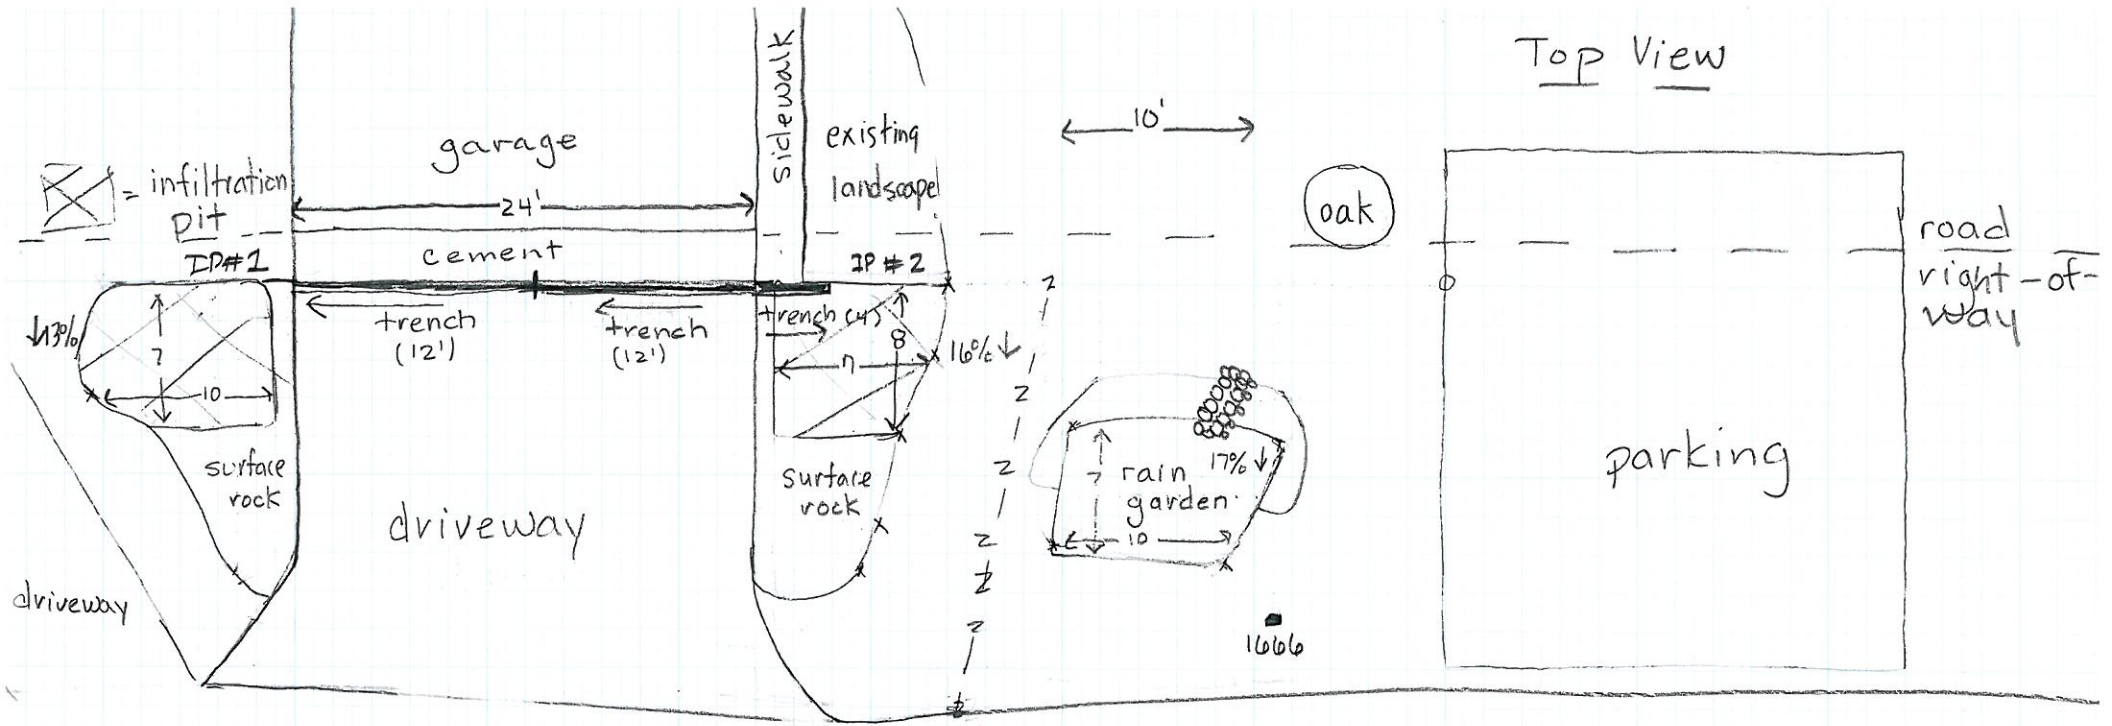 Top View
garage
sidewalk
existing
landscape
10'
= infiltration
pit
24'
oak
road
right-of-
way
cement
IP#1
IP#2
trench
(12')
trench
(12')
trench (4')
13%
7
10
8
7
16%
surface
rock
surface
rock
driveway
driveway
rain
garden
7
10
17%
parking
1666
z
z
z
z
z
z
z